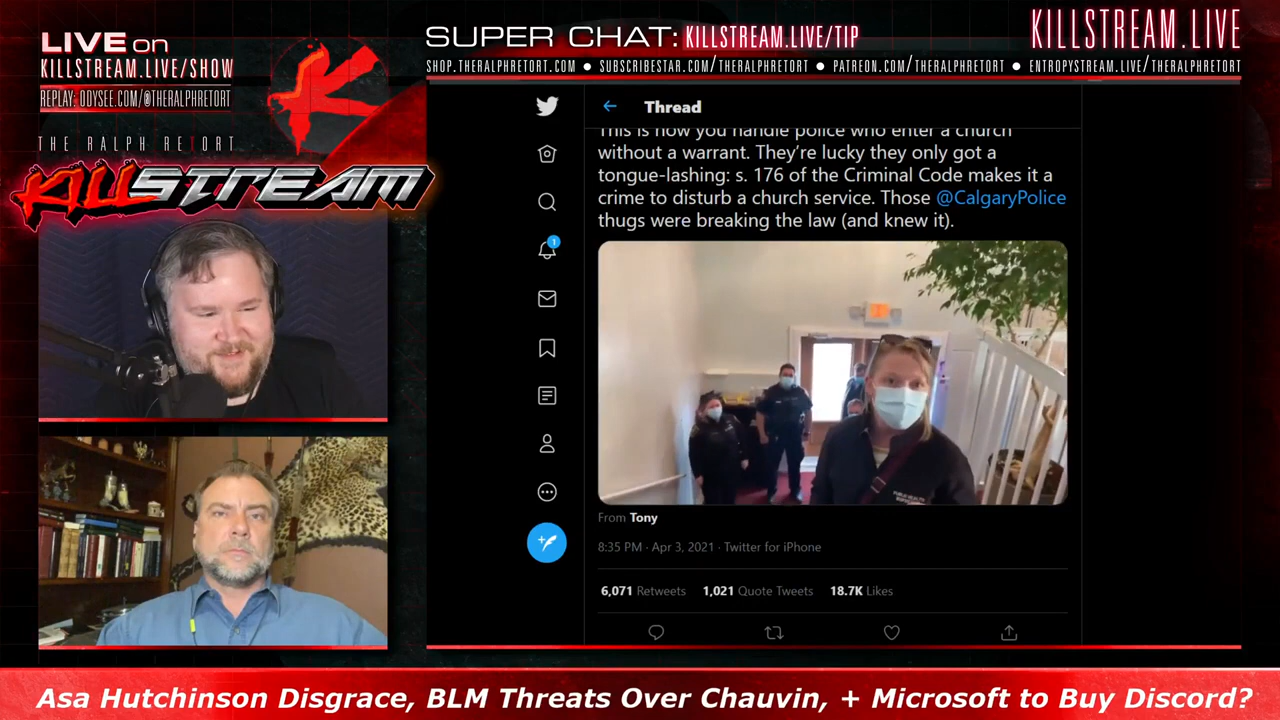 LIVE on
KILLSTREAM.LIVE/SHOW
REPLAY: ODYSEE.COM/@THERALPHRETORT
THE RALPH RETORT
KILLSTREAM
SUPER CHAT: KILLSTREAM.LIVE/TIP
KILLSTREAM.LIVE
SHOP.THERALPHRETORT.COM ● SUBSCRIBESTAR.COM/THERALPHRETORT ● PATREON.COM/THERALPHRETORT ● ENTROPYSTREAM.LIVE/THERALPHRETORT
Thread
This is how you handle police who enter a church
without a warrant. They’re lucky they only got a
tongue-lashing: s. 176 of the Criminal Code makes it a
crime to disturb a church service. Those @CalgaryPolice
thugs were breaking the law (and knew it).
1
PUBLIC HEALTH
From Tony
8:35 PM · Apr 3, 2021 · Twitter for iPhone
6,071 Retweets 1,021 Quote Tweets 18.7K Likes
Asa Hutchinson Disgrace, BLM Threats Over Chauvin, + Microsoft to Buy Discord?